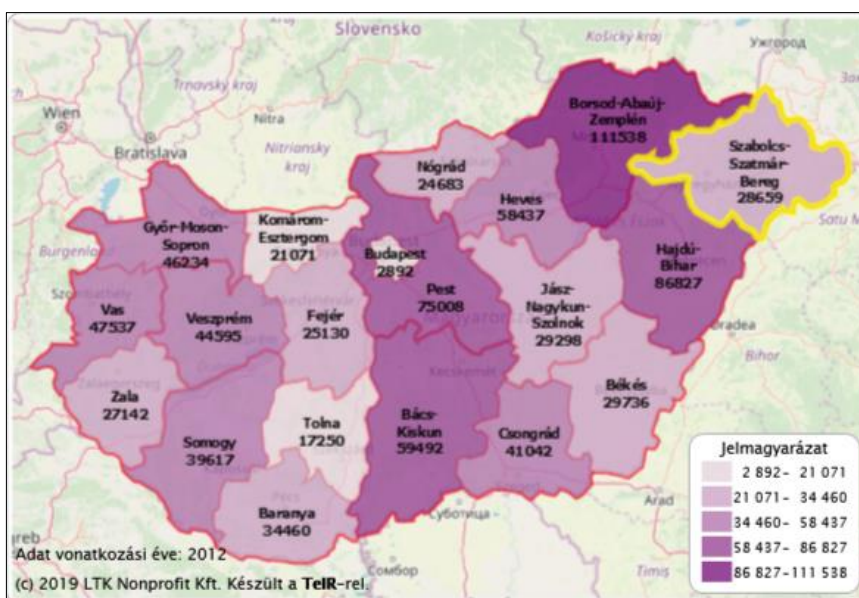 Slovensko
Košický kraj
Ужгород
Trnavský kraj
Nitra
Wien
Bratislava
Nitriansky
kraj
Borsod-Abaúj-
Zemplén
111538
Szabolcs-
Szatmár-
Bereg
28659
Nógrád
24683
Heves
58437
Satu M
Győr-Moson-
Sopron
46234
Komárom-
Esztergom
21071
Budapest
2892
Hajdú-
Bihar
86827
Burgenland
Pest
75008
Jász-
Nagykun-
Szolnok
29298
Vas
47537
Veszprém
44595
Fejér
25130
Oradea
Bihor
Zala
27142
Békés
29736
Tolna
17250
Bács-
Kiskun
59492
Csongrád
41042
Somogy
39617
Baranya
34460
Arad
Суботица
Сомбор
Timiș
greb
Jelmagyarázat
2 892- 21 071
21 071- 34 460
34 460- 58 437
58 437- 86 827
86 827-111 538
Adat vonatkozási éve: 2012
(c) 2019 LTK Nonprofit Kft. Készült a TeIR-rel.